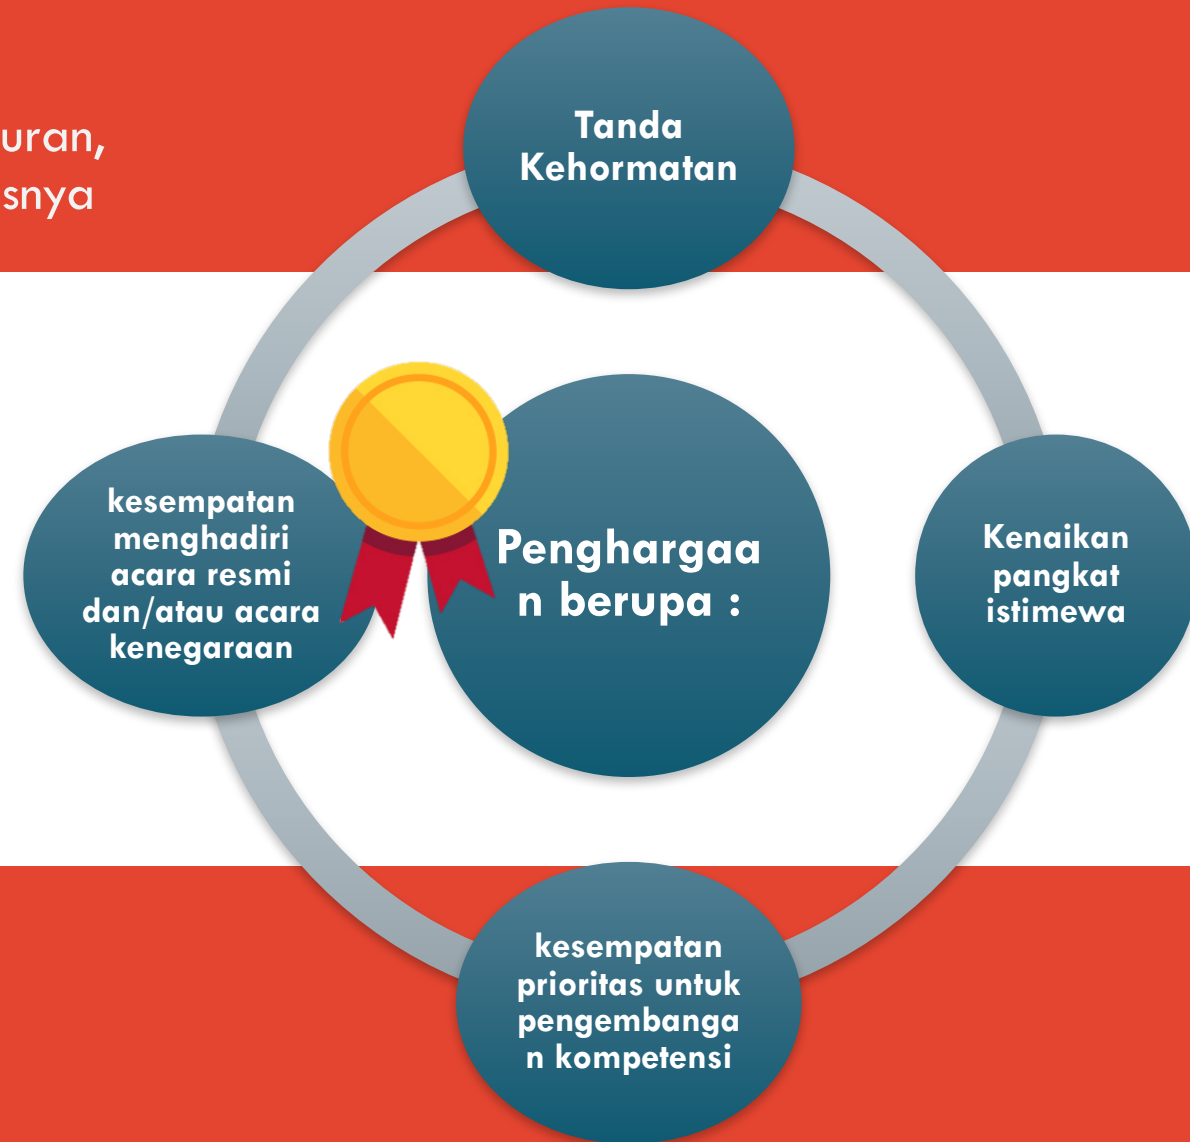 uran,
snya
Tanda
Kehormatan
kesempatan
menghadiri
acara resmi
dan/atau acara
kenegaraan
Penghargaa
n berupa :
Kenaikan
pangkat
istimewa
kesempatan
prioritas untuk
pengembanga
n kompetensi